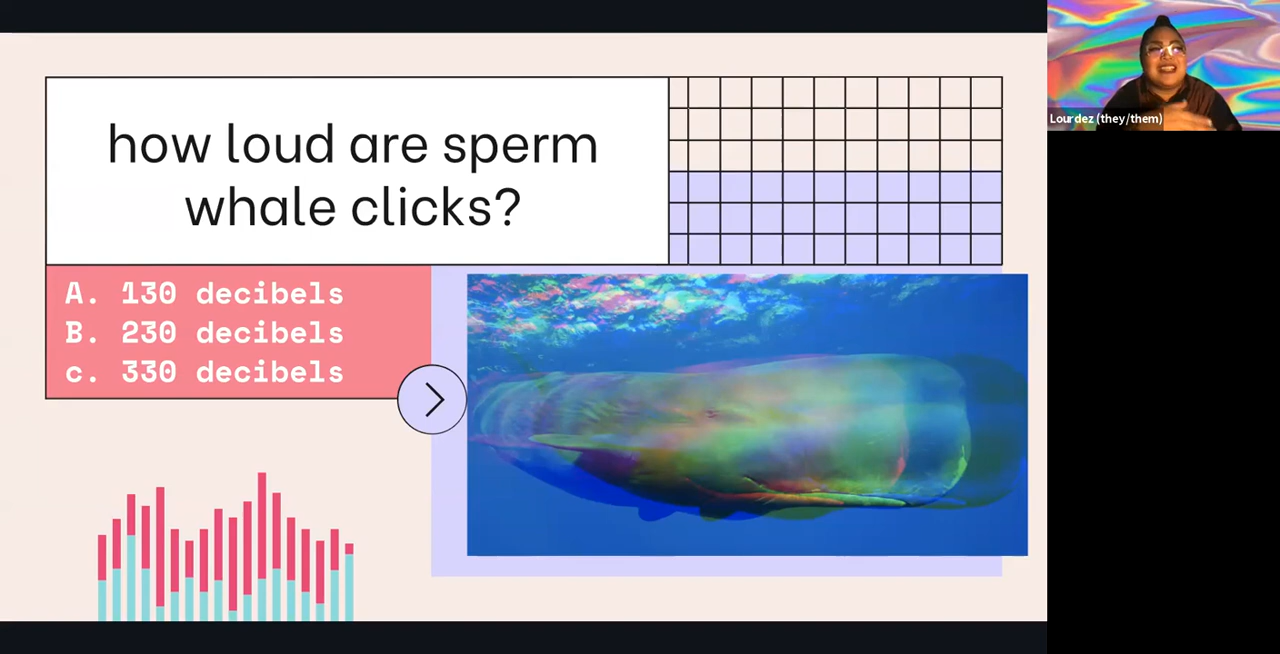 how loud are sperm
whale clicks?
A. 130 decibels
B. 230 decibels
c. 330 decibels
Lourdez (they/them)